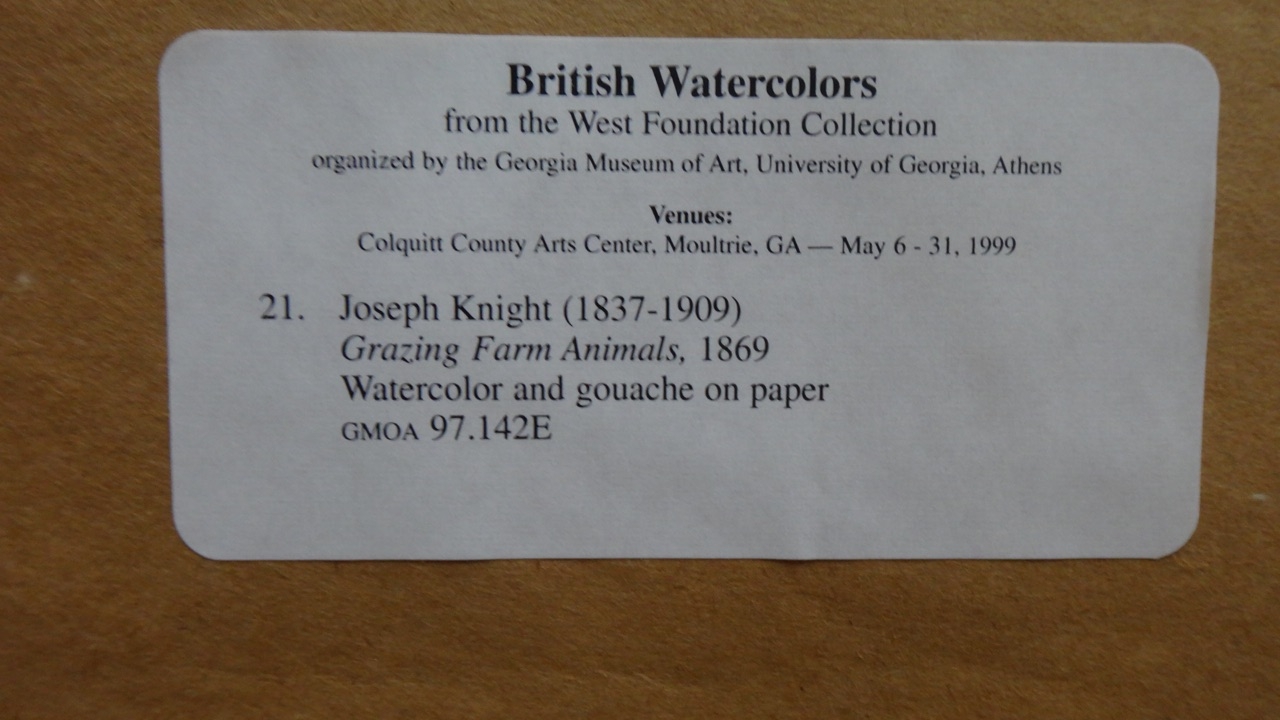 British Watercolors
from the West Foundation Collection
organized by the Georgia Museum of Art, University of Georgia, Athens
Venues:
Colquitt County Arts Center, Moultrie, GA — May 6 - 31, 1999
21. Joseph Knight (1837-1909)
Grazing Farm Animals, 1869
Watercolor and gouache on paper
GMOA 97.142E